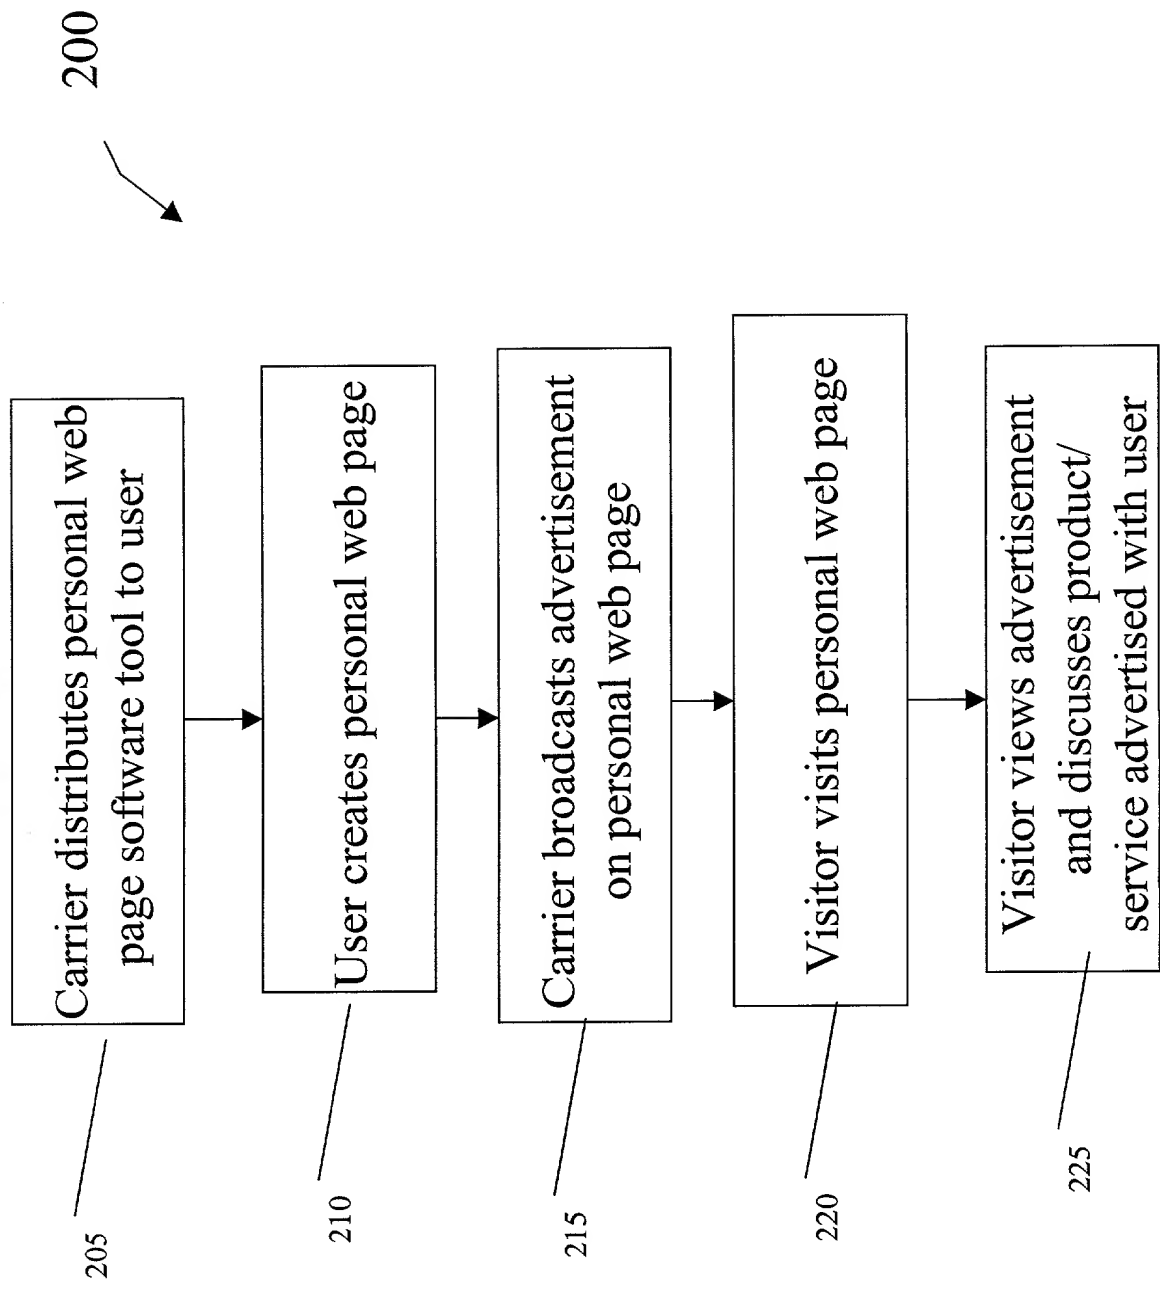 200
Carrier distributes personal web
page software tool to user
205
User creates personal web page
210
Carrier broadcasts advertisement
on personal web page
215
Visitor visits personal web page
220
Visitor views advertisement
and discusses product/
service advertised with user
225